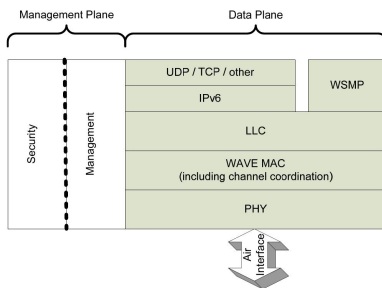 Management Plane
Data Plane
UDP / TCP / other
WSMP
IPv6
Security
Management
LLC
WAVE MAC
(including channel coordination)
PHY
Air
Interface